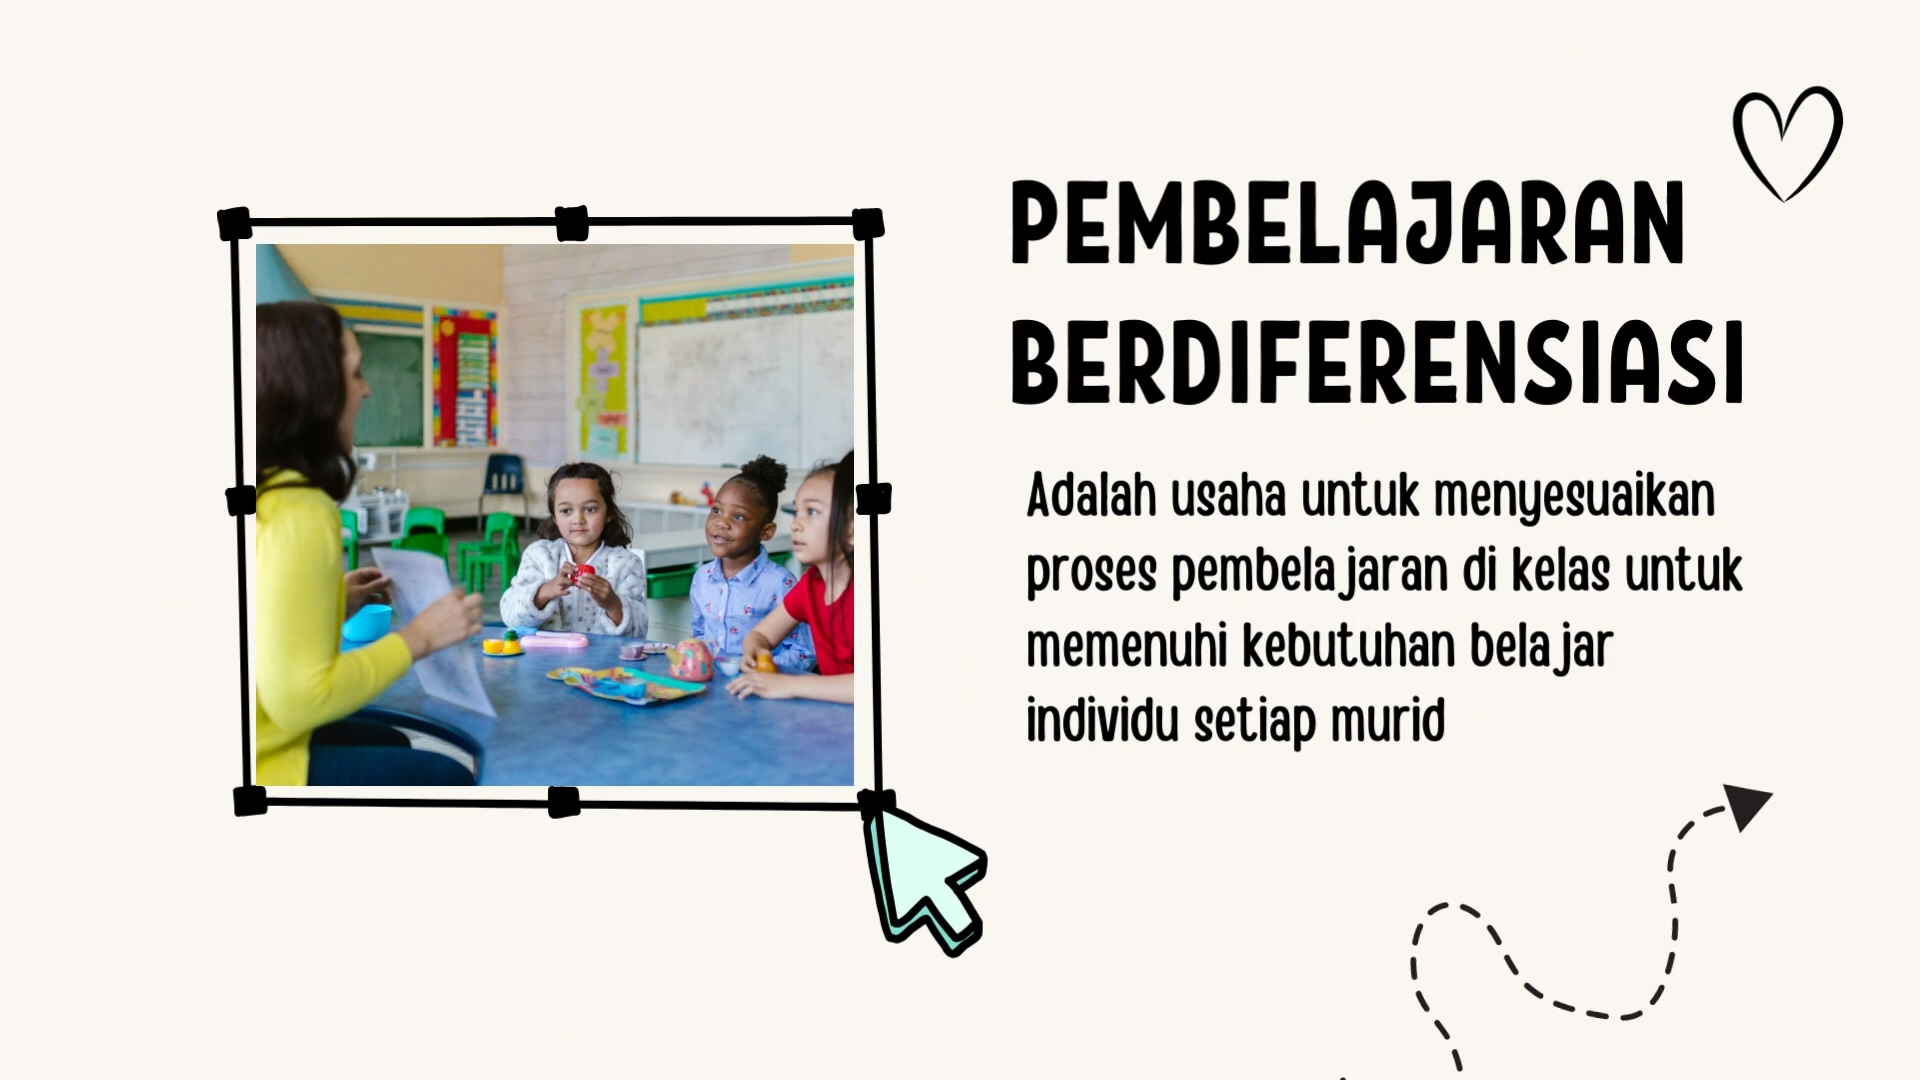 PEMBELAJARAN
BERDIFERENSIASI
Adalah usaha untuk menyesuaikan
proses pembelajaran di kelas untuk
memenuhi kebutuhan belajar
individu setiap murid